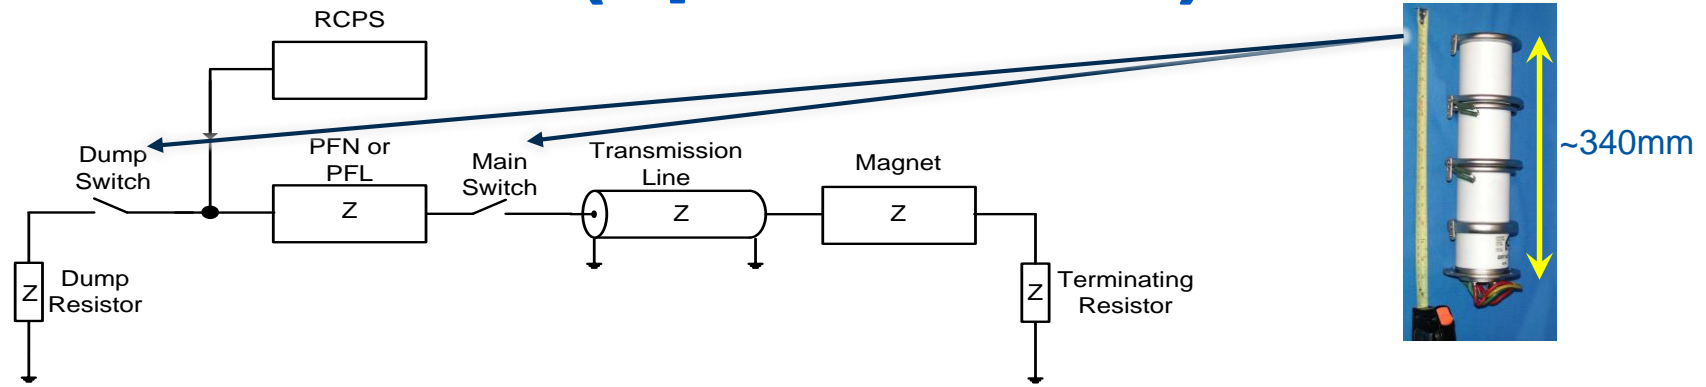 RCPS
Dump
Switch
PFN or
PFL
Z
Main
Switch
Transmission
Line
Z
Magnet
Z
Z
Dump
Resistor
Z
Terminating
Resistor
~340mm